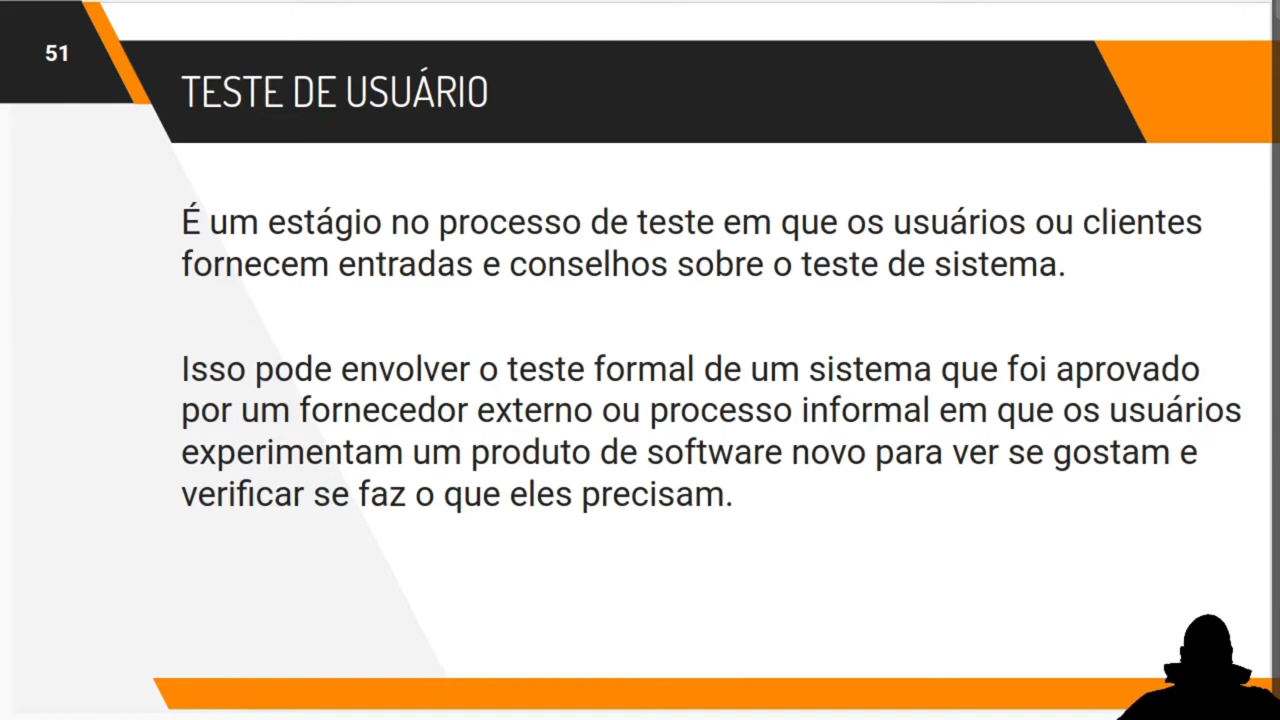 51
TESTE DE USUÁRIO
É um estágio no processo de teste em que os usuários ou clientes
fornecem entradas e conselhos sobre o teste de sistema.
Isso pode envolver o teste formal de um sistema que foi aprovado
por um fornecedor externo ou processo informal em que os usuários
experimentam um produto de software novo para ver se gostam e
verificar se faz o que eles precisam.